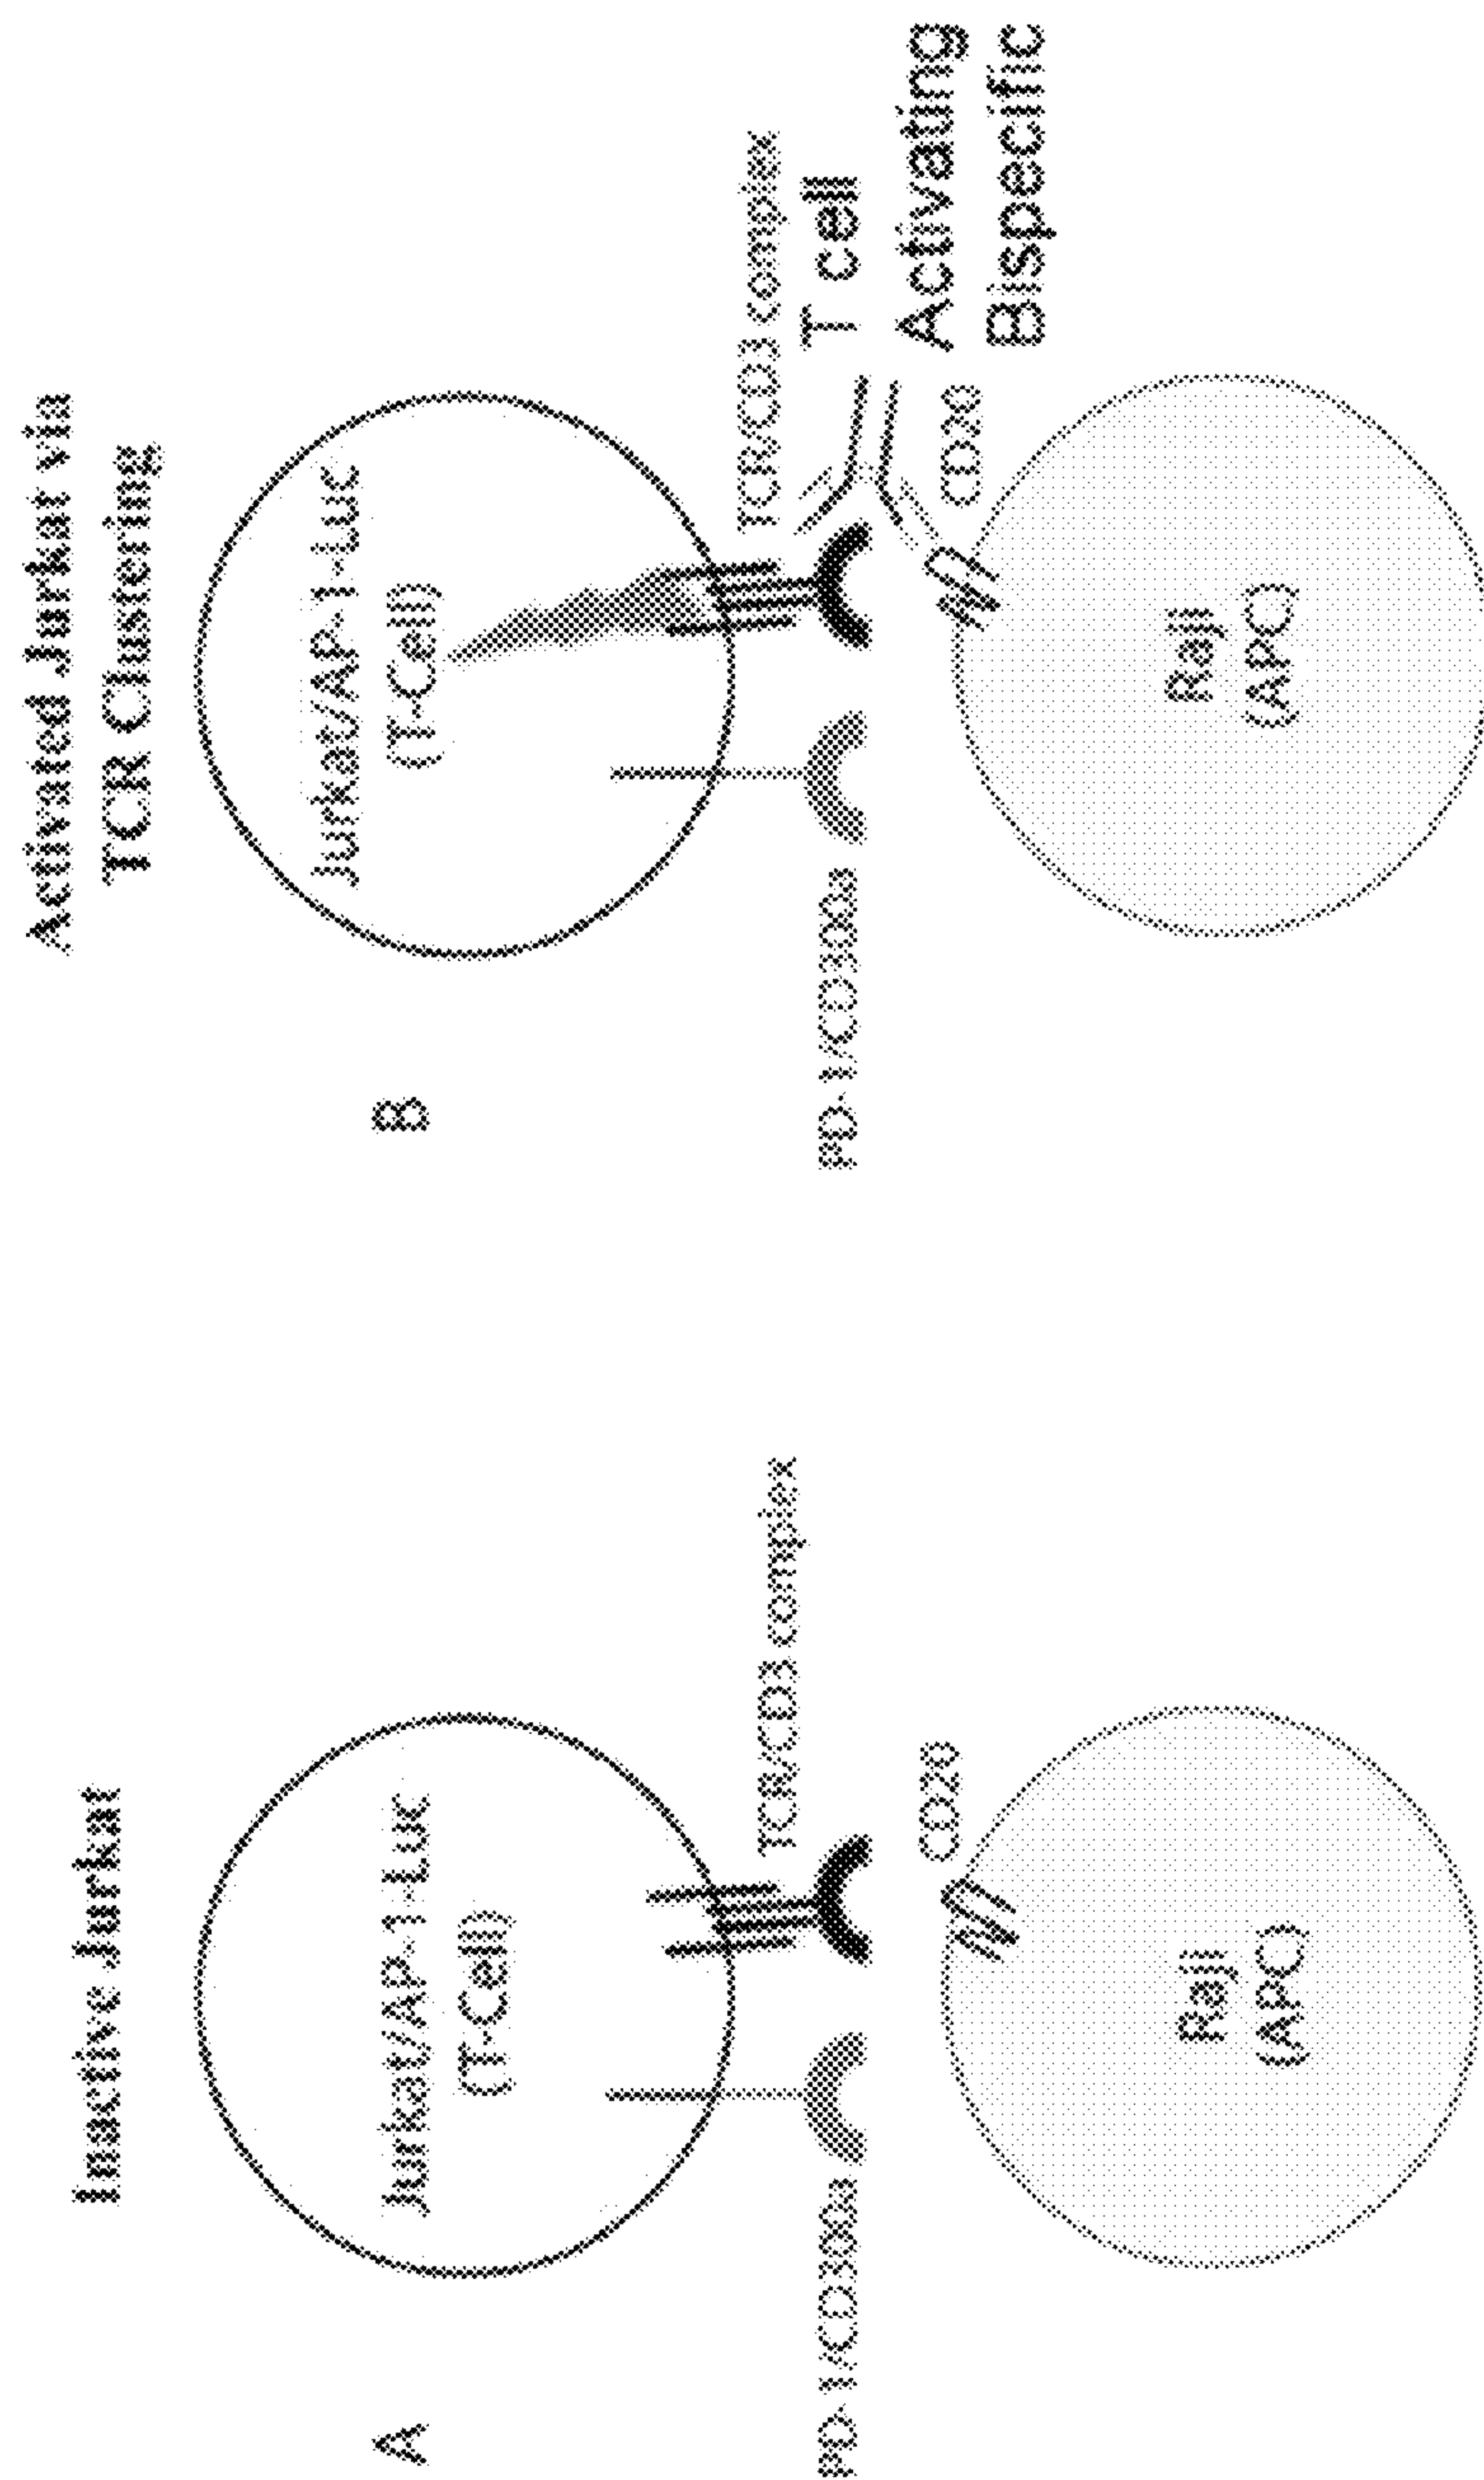 A
Inactive Jurkat
Jurkat/AP-1-Luc
(T-Cell)
TCR/CD3 complex
PD-1/CD300a
CD20
Raji
(APC)
B
Activated Jurkat via
TCR Clustering
Jurkat/AP-1-Luc
(T-Cell)
TCR/CD3 complex
T cell
Activating
Bispecific
PD-1/CD300a
CD20
Raji
(APC)